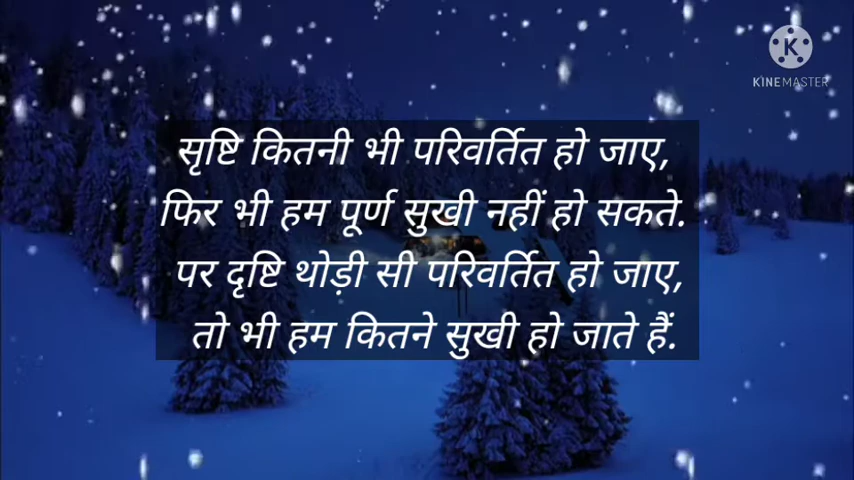 KINEMASTER
सृष्टि कितनी भी परिवर्तित हो जाए,
फिर भी हम पूर्ण सुखी नहीं हो सकते.
पर दृष्टि थोड़ी सी परिवर्तित हो जाए,
तो भी हम कितने सुखी हो जाते हैं.